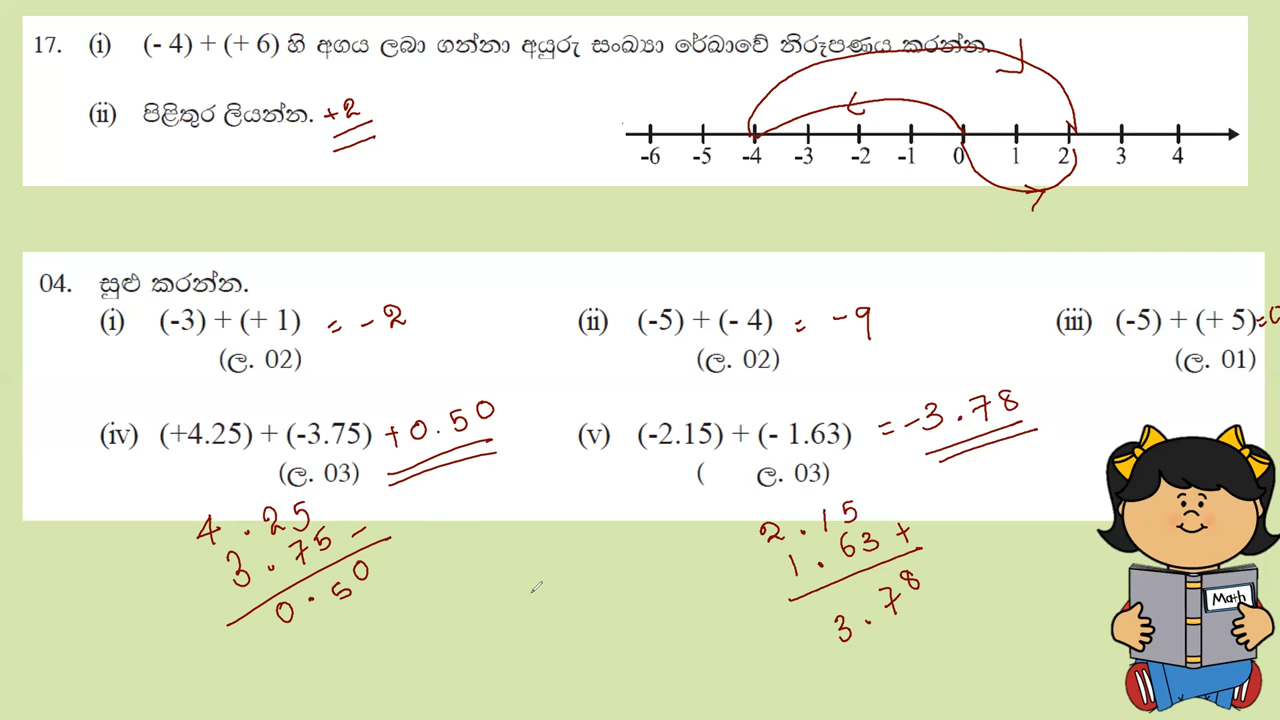 17. (i) (- 4) + (+ 6) හි අගය ලබා ගන්නා අයුරු සංඛ්‍යා රේඛාවේ නිරූපණය කරන්න.
(ii) පිළිතුර ලියන්න. +2
-6 -5 -4 -3 -2 -1 0 1 2 3 4
04. සුළු කරන්න.
(i) (-3) + (+ 1) = -2 (ii) (-5) + (- 4) = -9 (iii) (-5) + (+ 5) =0
(ල. 02) (ල. 02) (ල. 01)
(iv) (+4.25) + (-3.75) +0.50 (v) (-2.15) + (- 1.63) = -3.78
(ල. 03) ( ල. 03)
4.25 2.15
3.75 - 1.63 +
0.50 3.78
Math